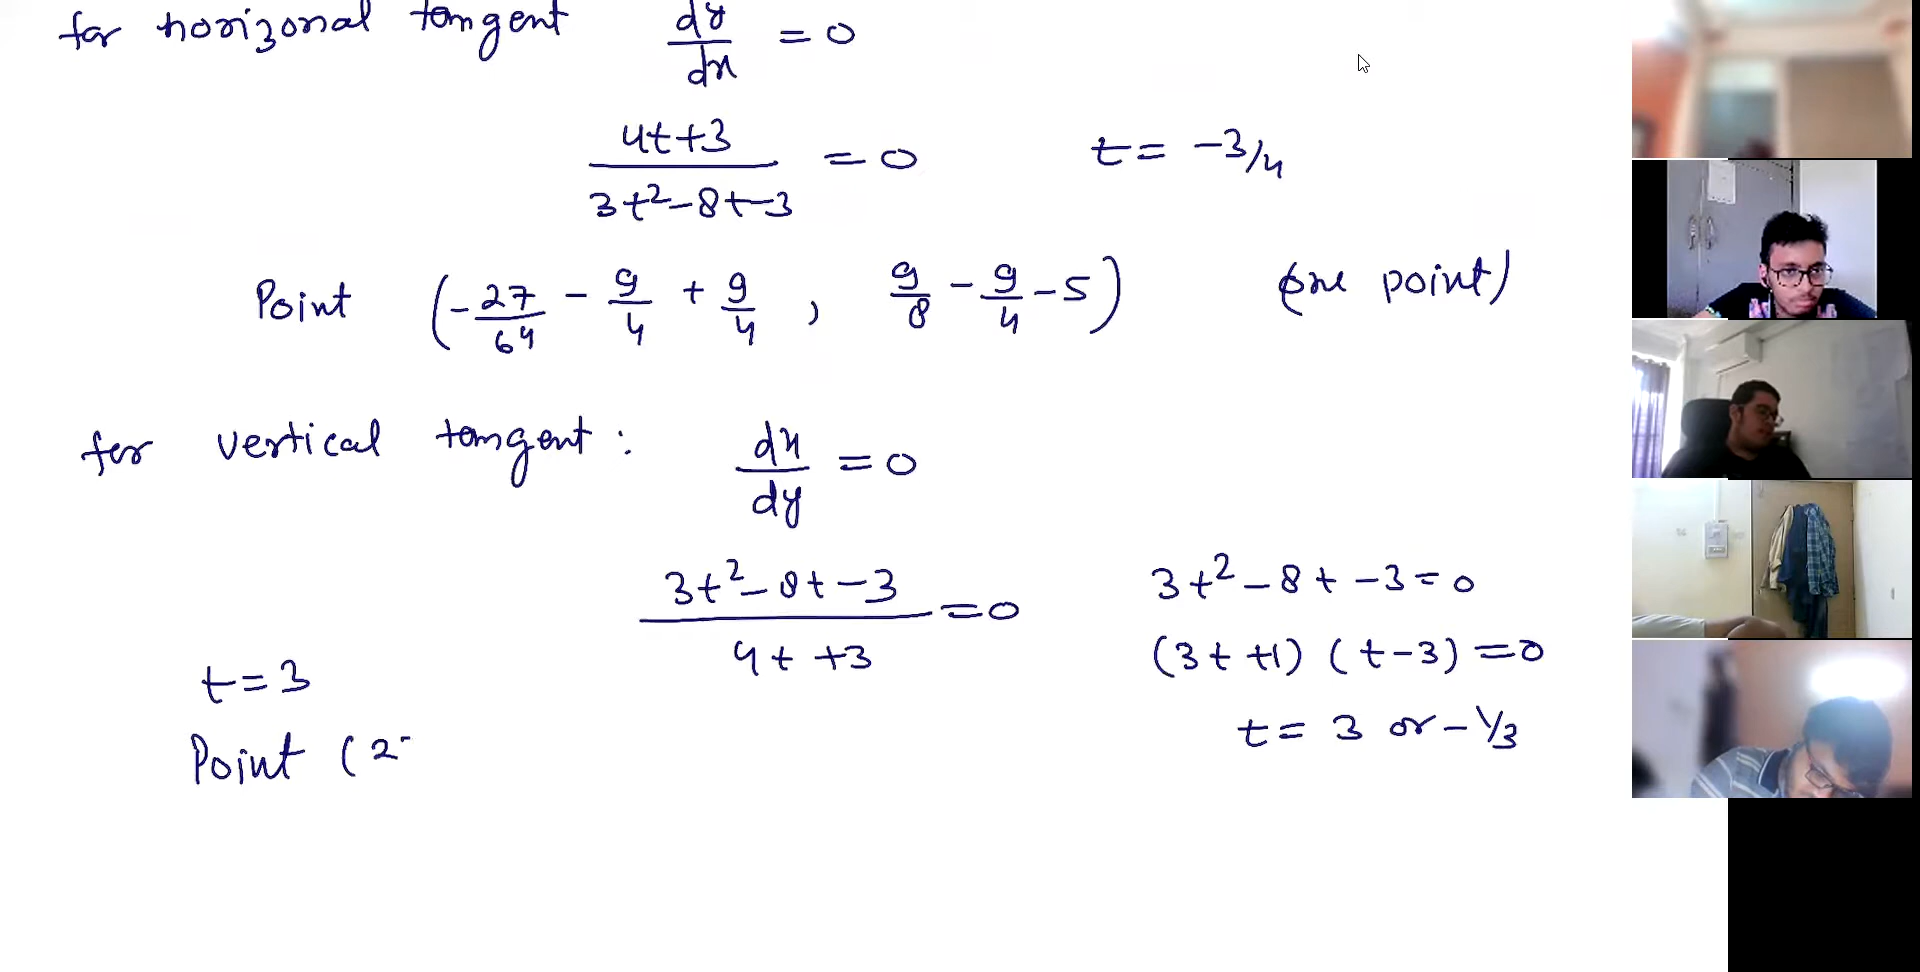 for horizonal tangent dy/dx = 0
(4t+3)/(3t²-8t-3) = 0 t = -3/4
Point (-27/64 - 9/4 + 9/4 , 9/8 - 9/4 - 5) (one point)
for vertical tangent : dx/dy = 0
(3t²-8t-3)/(4t+3) = 0 3t²-8t-3=0
(3t+1) (t-3) = 0
t=3
t = 3 or -1/3
Point (2